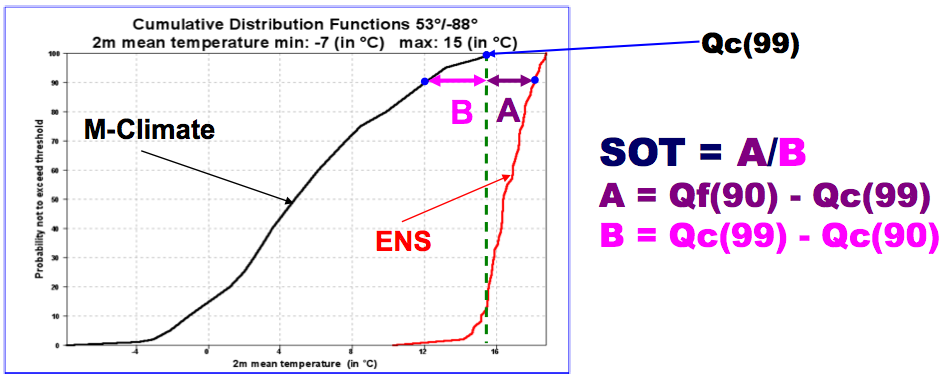 Cumulative Distribution Functions 53°/-88°
2m mean temperature min: -7 (in °C) max: 15 (in °C)
Qc(99)
Probability not to exceed threshold
100
90
80
70
60
50
40
30
20
10
0
B
A
M-Climate
ENS
-4
0
4
8
12
16
2m mean temperature (in °C)
SOT = A/B
A = Qf(90) - Qc(99)
B = Qc(99) - Qc(90)